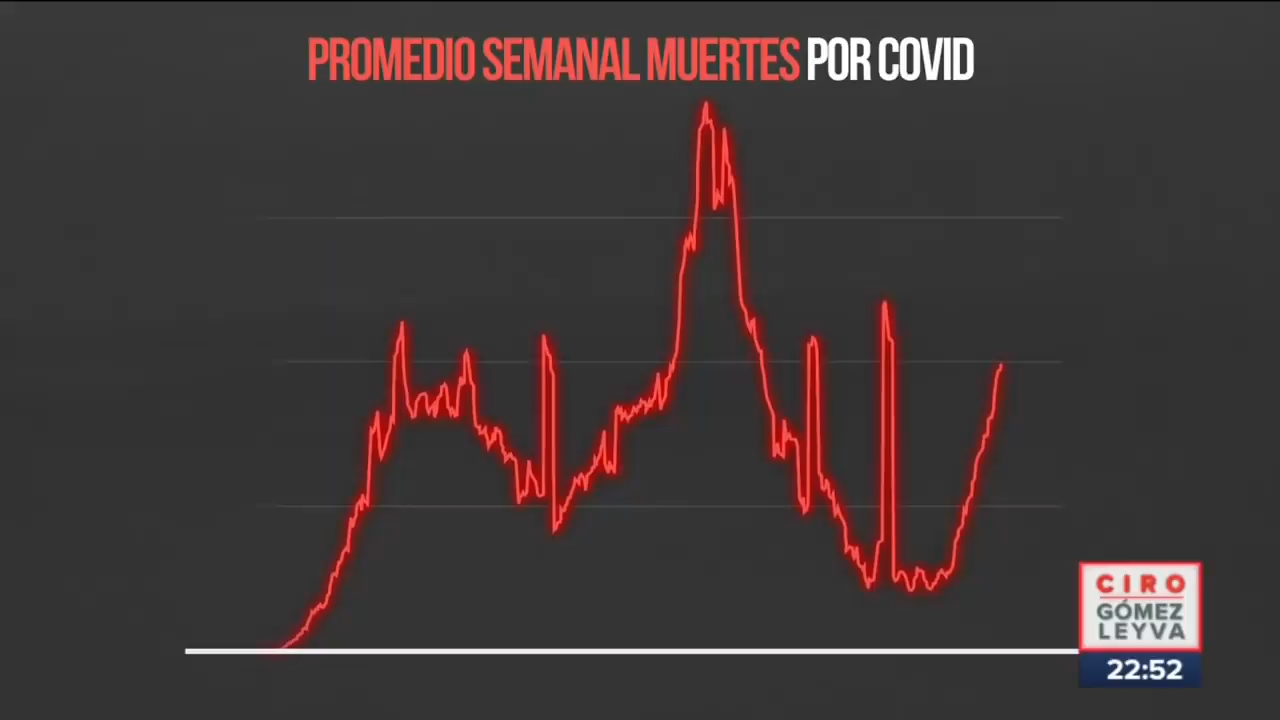 PROMEDIO SEMANAL MUERTES POR COVID
CIRO
GÓMEZ
LEYVA
22:52